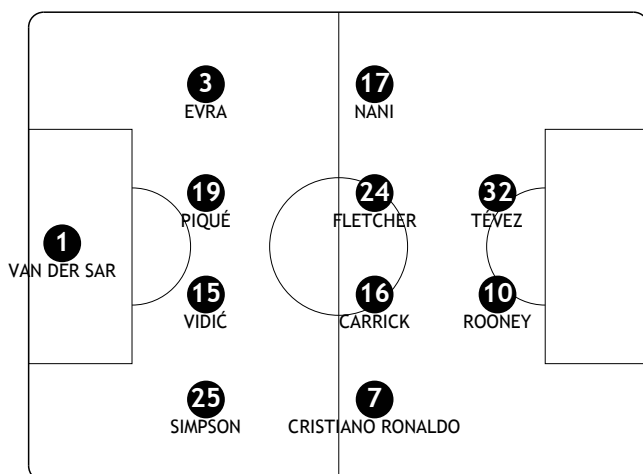 3
EVRA
17
NANI
19
PIQUÉ
24
FLETCHER
32
TÉVEZ
1
VAN DER SAR
15
VIDIĆ
16
CARRICK
10
ROONEY
25
SIMPSON
7
CRISTIANO RONALDO